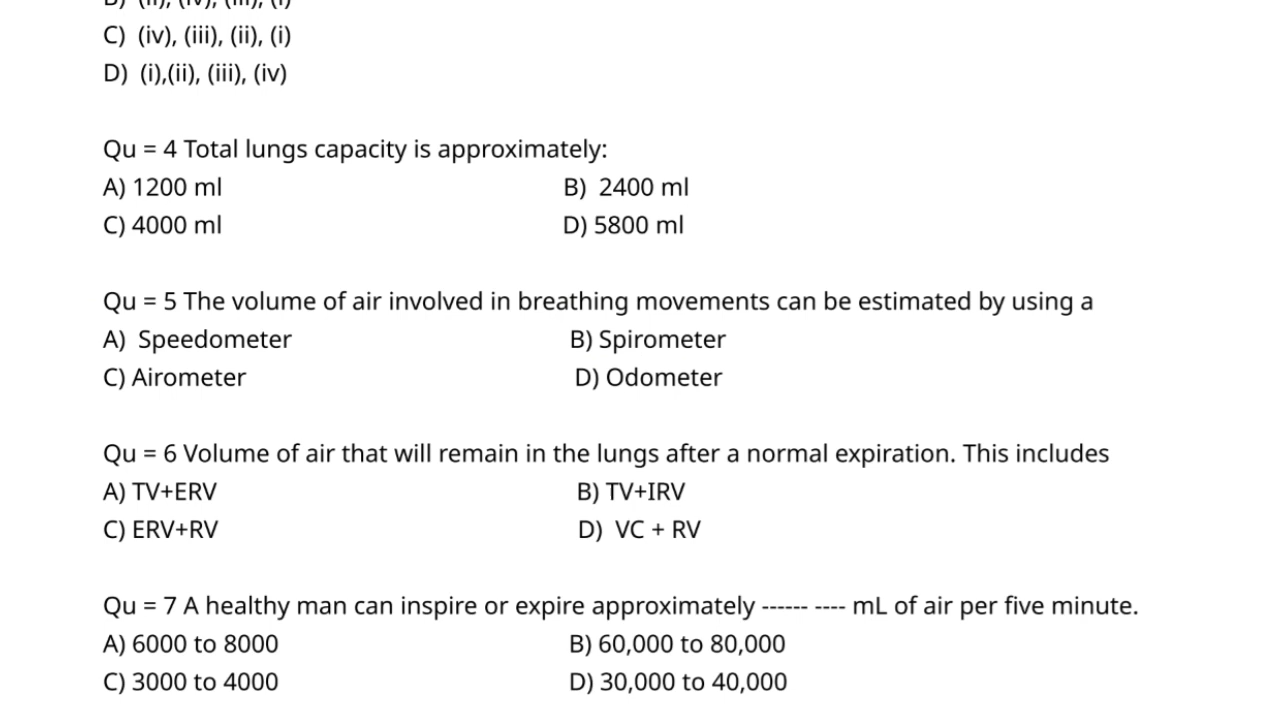 B) (ii), (iv), (iii), (i)
C) (iv), (iii), (ii), (i)
D) (i),(ii), (iii), (iv)
Qu = 4 Total lungs capacity is approximately:
A) 1200 ml B) 2400 ml
C) 4000 ml D) 5800 ml
Qu = 5 The volume of air involved in breathing movements can be estimated by using a
A) Speedometer B) Spirometer
C) Airometer D) Odometer
Qu = 6 Volume of air that will remain in the lungs after a normal expiration. This includes
A) TV+ERV B) TV+IRV
C) ERV+RV D) VC + RV
Qu = 7 A healthy man can inspire or expire approximately ------ ---- mL of air per five minute.
A) 6000 to 8000 B) 60,000 to 80,000
C) 3000 to 4000 D) 30,000 to 40,000